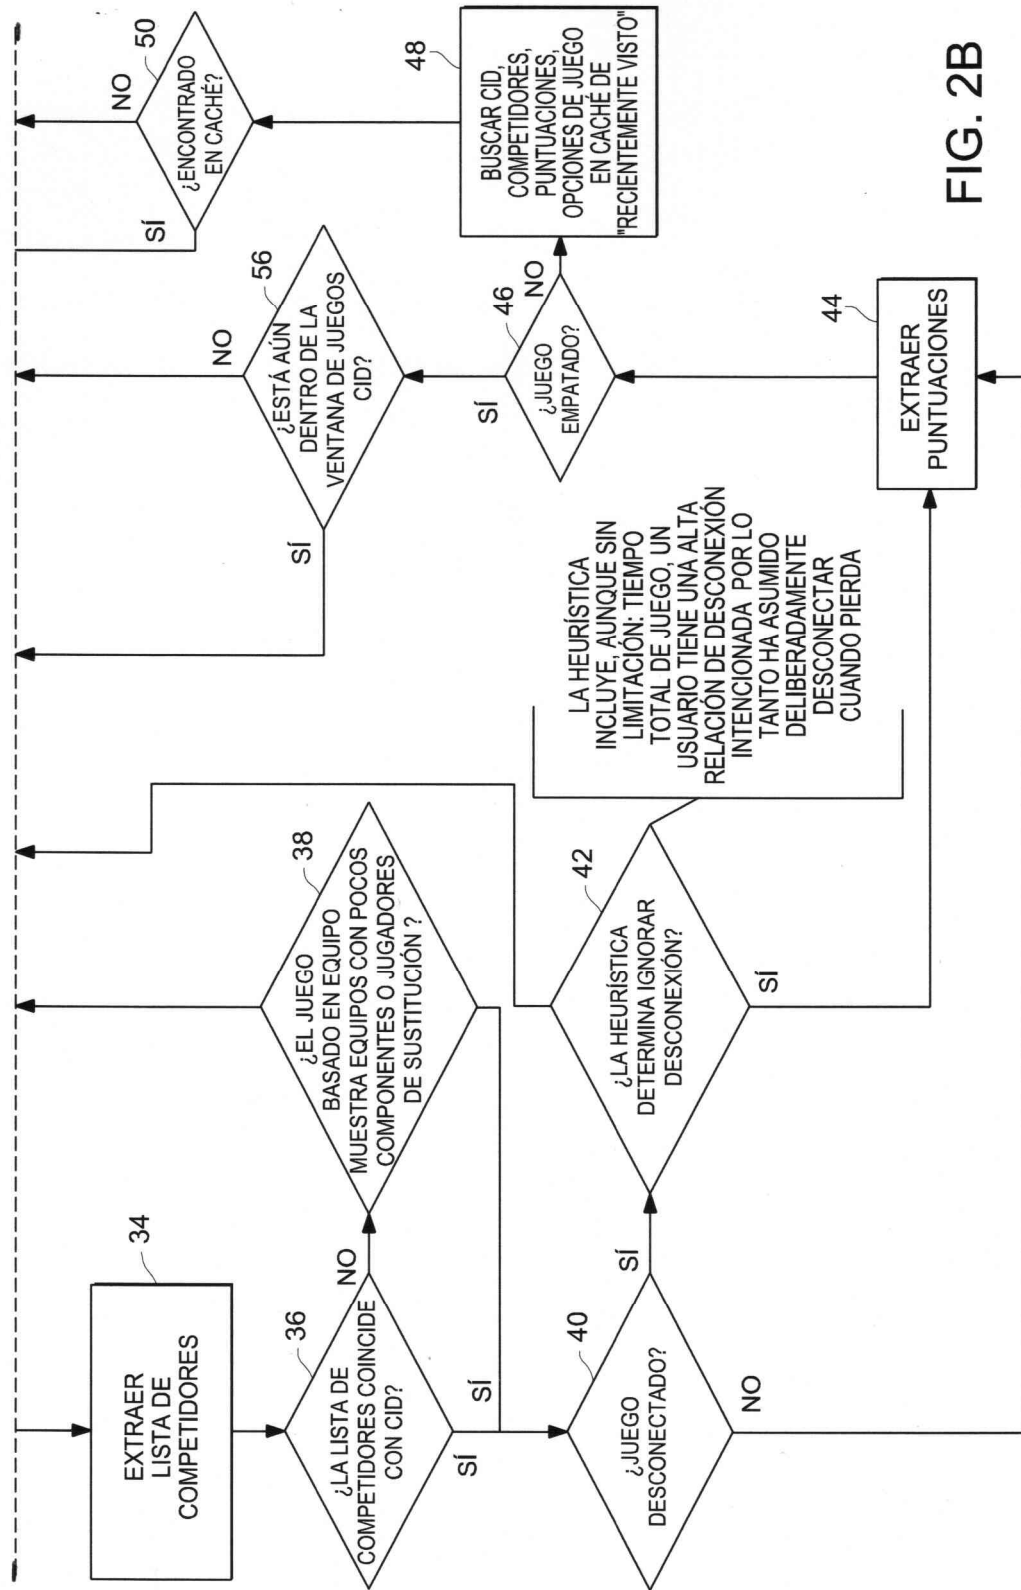 34
EXTRAER
LISTA DE
COMPETIDORES
36
¿LA LISTA DE
COMPETIDORES COINCIDE
CON CID?
NO
SÍ
38
¿EL JUEGO
BASADO EN EQUIPO
MUESTRA EQUIPOS CON POCOS
COMPONENTES O JUGADORES
DE SUSTITUCIÓN ?
SÍ
40
¿JUEGO
DESCONECTADO?
SÍ
NO
42
¿LA HEURÍSTICA
DETERMINA IGNORAR
DESCONEXIÓN?
SÍ
LA HEURÍSTICA
INCLUYE, AUNQUE SIN
LIMITACIÓN: TIEMPO
TOTAL DE JUEGO, UN
USUARIO TIENE UNA ALTA
RELACIÓN DE DESCONEXIÓN
INTENCIONADA POR LO
TANTO HA ASUMIDO
DELIBERADAMENTE
DESCONECTAR
CUANDO PIERDA
44
EXTRAER
PUNTUACIONES
46
¿JUEGO
EMPATADO?
SÍ
NO
56
¿ESTÁ AÚN
DENTRO DE LA
VENTANA DE JUEGOS
CID?
SÍ
NO
48
BUSCAR CID,
COMPETIDORES,
PUNTUACIONES,
OPCIONES DE JUEGO
EN CACHÉ DE
"RECIENTEMENTE VISTO"
50
¿ENCONTRADO
EN CACHÉ?
SÍ
NO
FIG. 2B